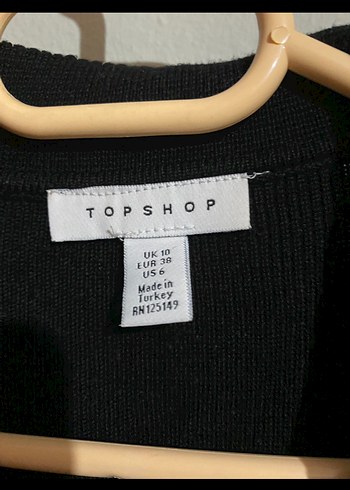 TOPSHOP
UK 10
EUR 38
US 6
Made in
Turkey
RN125149